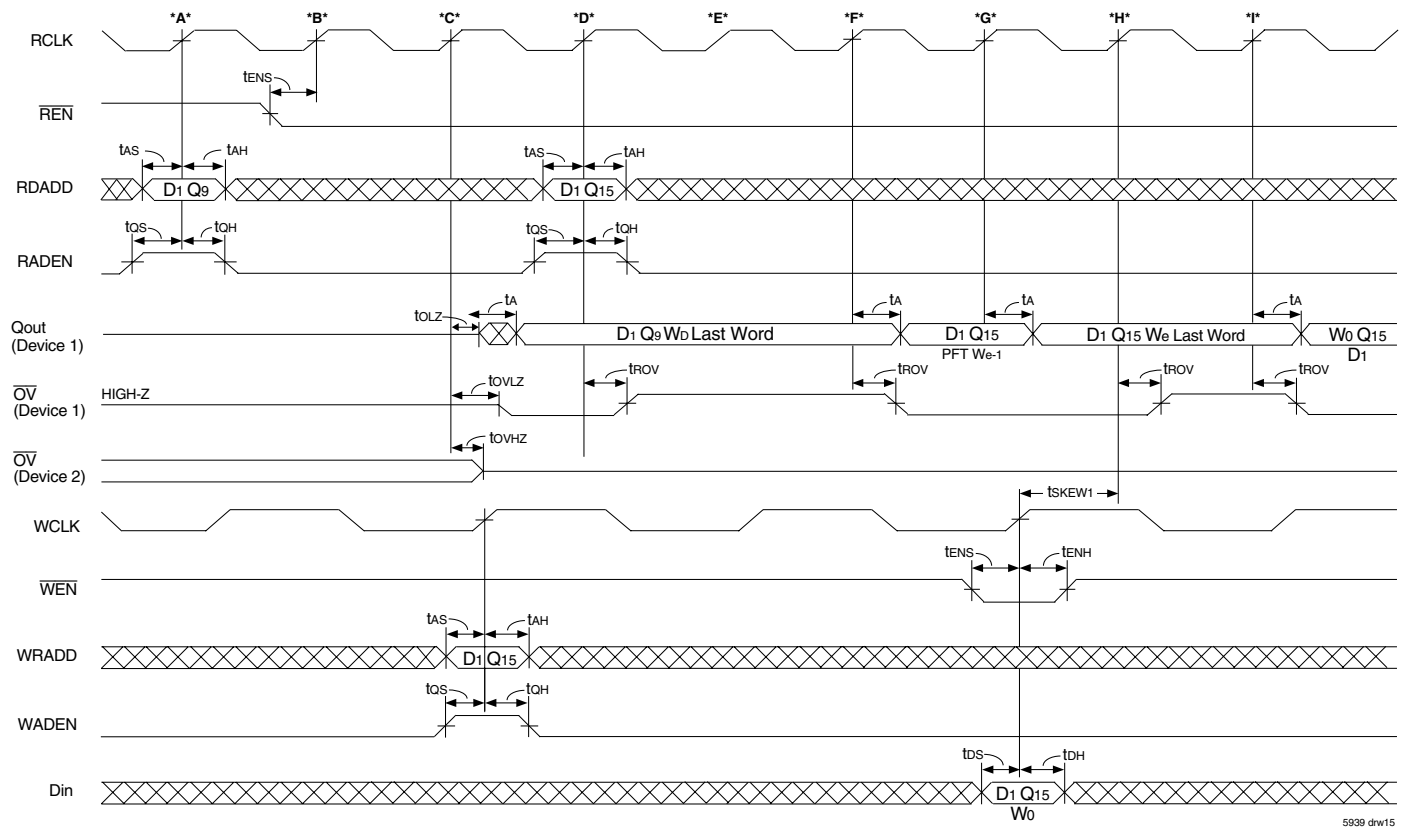 *A* *B* *C* *D* *E* *F* *G* *H* *I*
RCLK
tENS
REN
tAS tAH tAS tAH
RDADD D1 Q9 D1 Q15
tQS tQH tQS tQH
RADEN
tOLZ tA tA tA tA
Qout
(Device 1)
D1 Q9 WD Last Word D1 Q15 D1 Q15 We Last Word W0 Q15
PFT We-1 D1
tOVLZ tROV tROV tROV tROV
OV
(Device 1)
HIGH-Z
tOVHZ
OV
(Device 2)
tSKEW1
WCLK
tENS tENH
WEN
tAS tAH
WRADD D1 Q15
tQS tQH
WADEN
tDS tDH
Din D1 Q15
W0
5939 drw15